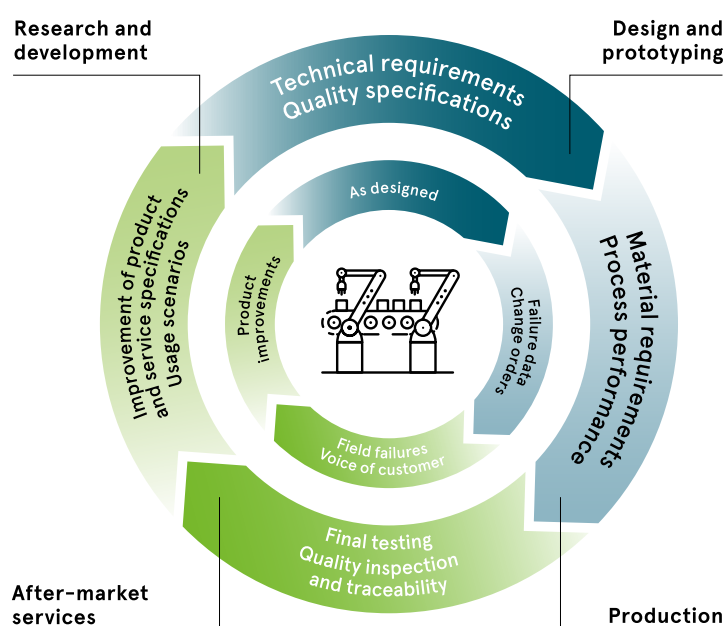 Research and
development
Design and
prototyping
Technical requirements
Quality specifications
As designed
Improvement of product
and service specifications
Usage scenarios
Product
improvements
Failure data
Change orders
Material requirements
Process performance
Field failures
Voice of customer
Final testing
Quality inspection
and traceability
After-market
services
Production